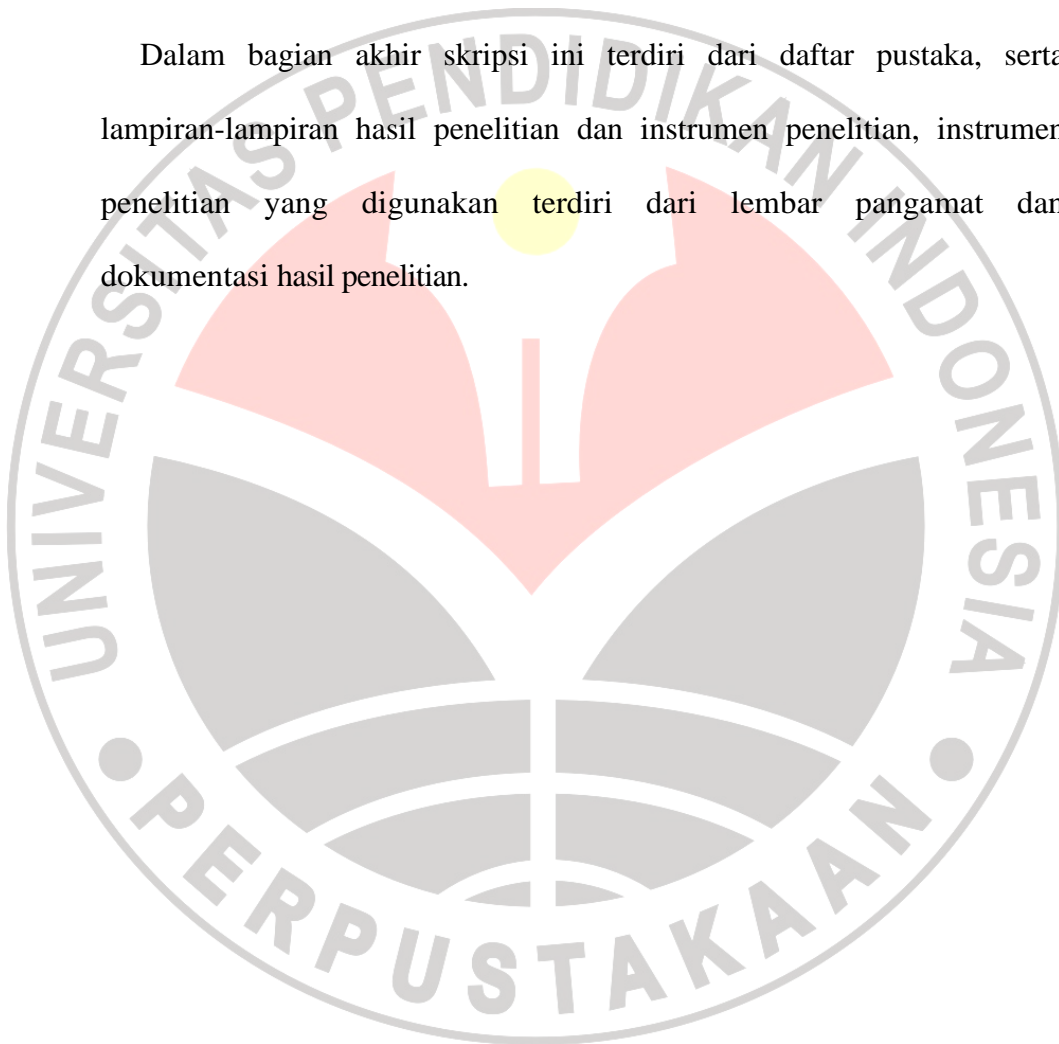 Dalam bagian akhir skripsi ini terdiri dari daftar pustaka, serta
lampiran-lampiran hasil penelitian dan instrumen penelitian, instrumen
penelitian yang digunakan terdiri dari lembar pangamat dan
dokumentasi hasil penelitian.
UNIVERSITAS PENDIDIKAN INDONESIA
PERPUSTAKAAN